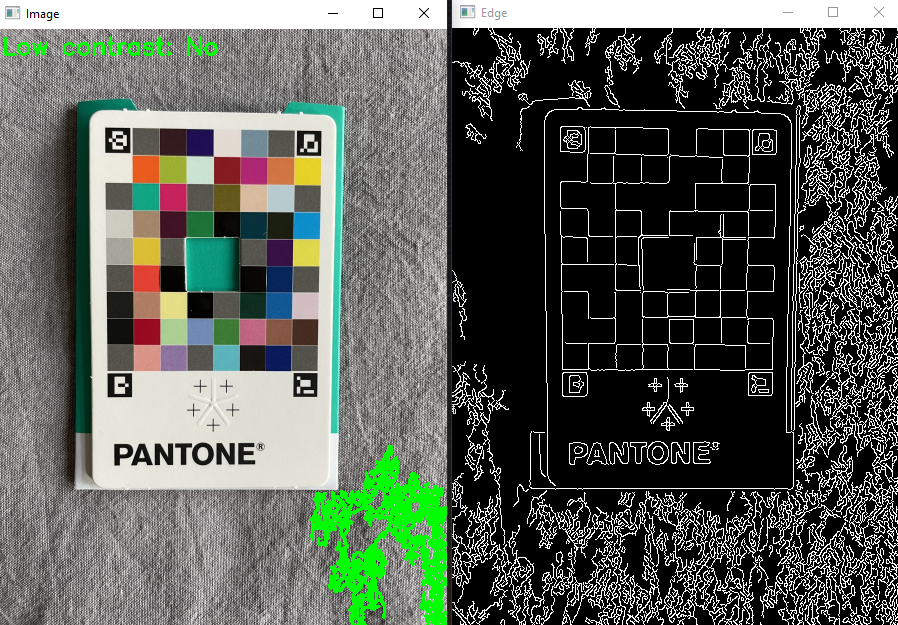 Image
Low contrast: No
PANTONE®
Edge
PANTONE®